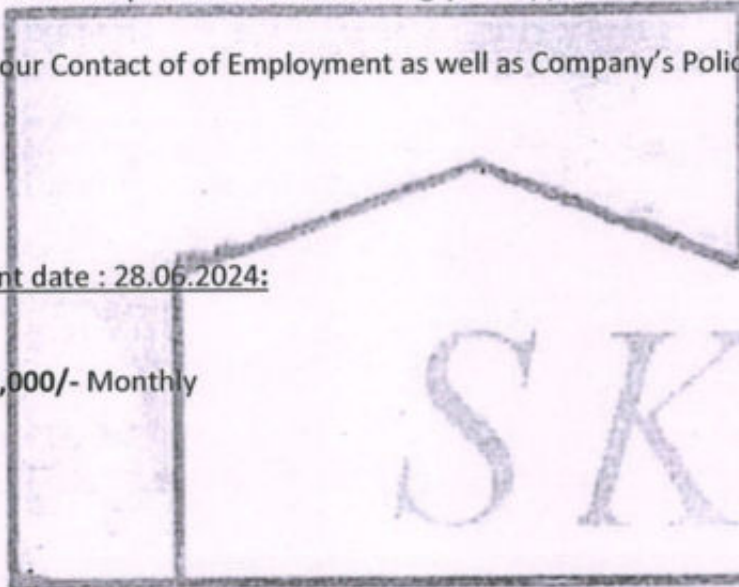 our Contact of of Employment as well as Company's Polic
nt date : 28.06.2024:
,000/- Monthly
SK